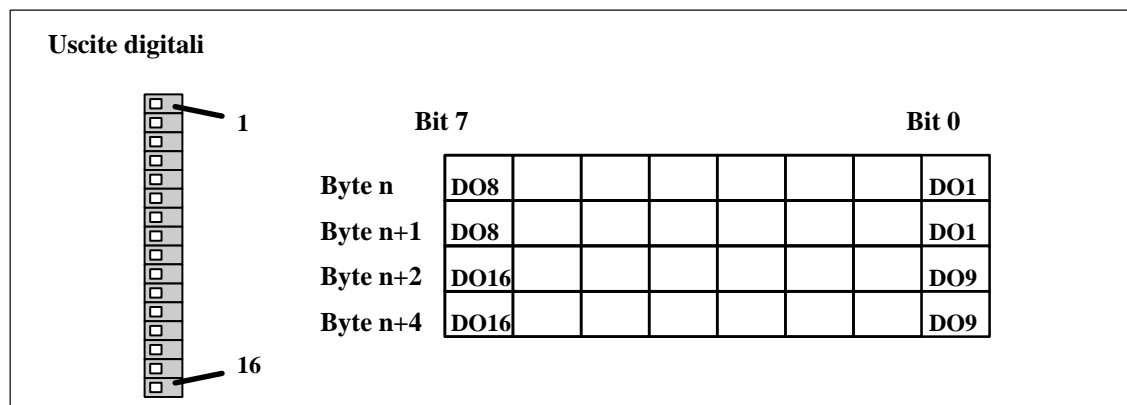 Uscite digitali
1
Bit 7 Bit 0
Byte n DO8 DO1
Byte n+1 DO8 DO1
Byte n+2 DO16 DO9
Byte n+4 DO16 DO9
16